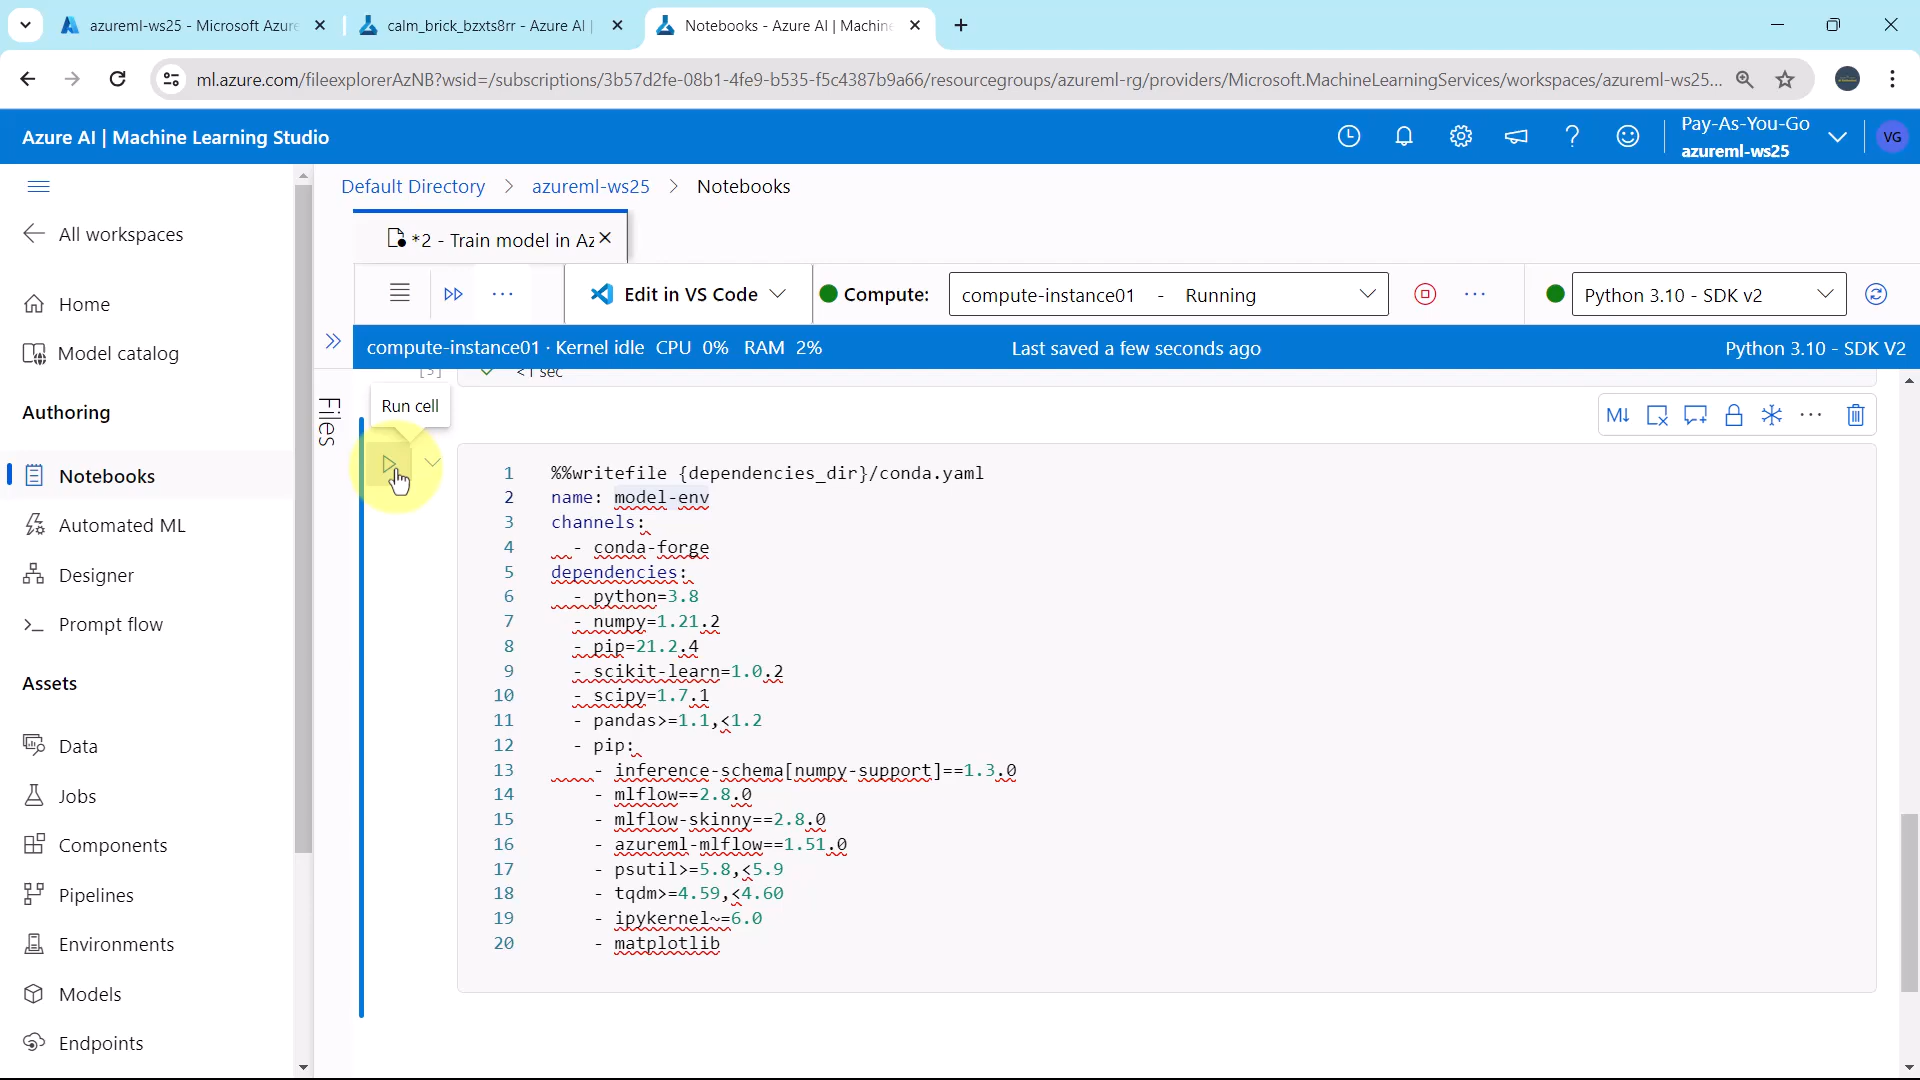 azureml-ws25 - Microsoft Azure
calm_brick_bzxts8rr - Azure AI |
Notebooks - Azure AI | Machine
ml.azure.com/fileexplorerAzNB?wsid=/subscriptions/3b57d2fe-08b1-4fe9-b535-f5c4387b9a66/resourcegroups/azureml-rg/providers/Microsoft.MachineLearningServices/workspaces/azureml-ws25...
Azure AI | Machine Learning Studio
Pay-As-You-Go
azureml-ws25
VG
All workspaces
Home
Model catalog
Authoring
Notebooks
Automated ML
Designer
Prompt flow
Assets
Data
Jobs
Components
Pipelines
Environments
Models
Endpoints
Default Directory > azureml-ws25 > Notebooks
*2 - Train model in Az
Edit in VS Code
Compute:
compute-instance01 - Running
Python 3.10 - SDK v2
compute-instance01 · Kernel idle CPU 0% RAM 2%
Last saved a few seconds ago
Python 3.10 - SDK V2
Files
[3]
<1 sec
Run cell
M↓
1 %%writefile {dependencies_dir}/conda.yaml
2 name: model-env
3 channels:
4 - conda-forge
5 dependencies:
6 - python=3.8
7 - numpy=1.21.2
8 - pip=21.2.4
9 - scikit-learn=1.0.2
10 - scipy=1.7.1
11 - pandas>=1.1,<1.2
12 - pip:
13 - inference-schema[numpy-support]==1.3.0
14 - mlflow==2.8.0
15 - mlflow-skinny==2.8.0
16 - azureml-mlflow==1.51.0
17 - psutil>=5.8,<5.9
18 - tqdm>=4.59,<4.60
19 - ipykernel~=6.0
20 - matplotlib